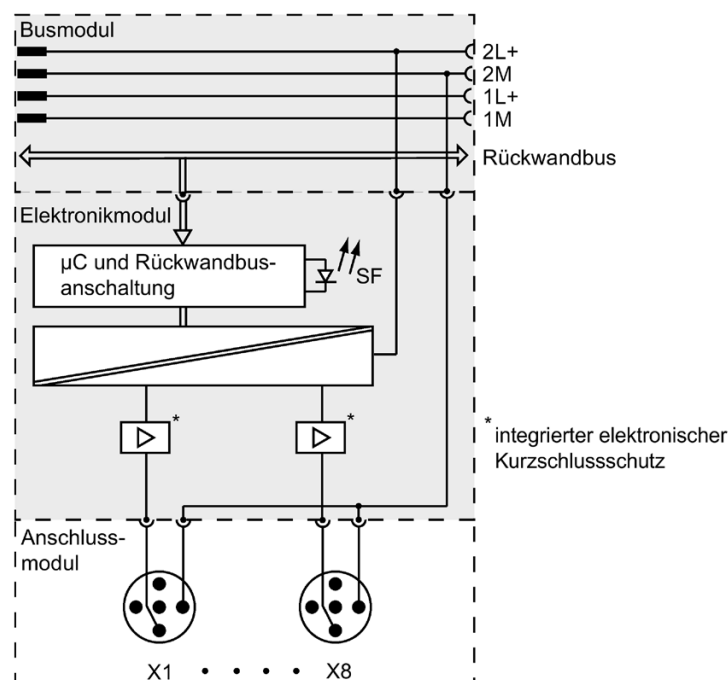 Busmodul
2L+
2M
1L+
1M
Rückwandbus
Elektronikmodul
µC und Rückwandbus-
anschaltung
SF
*
*
* integrierter elektronischer
Kurzschlussschutz
Anschluss-
modul
X1 • • • • X8